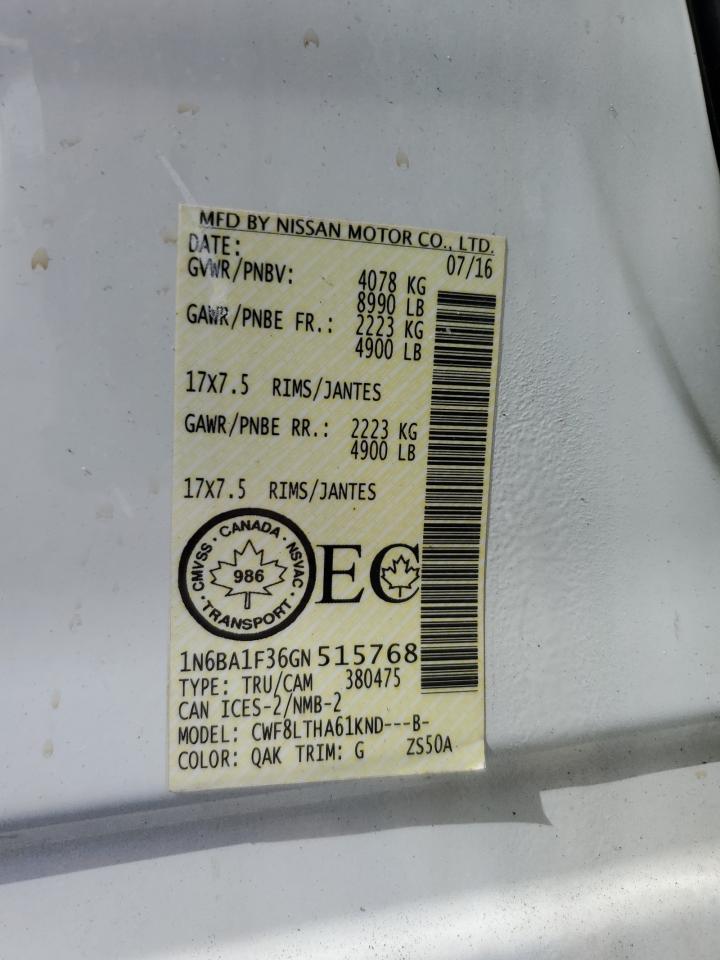 MFD BY NISSAN MOTOR CO., LTD.
DATE: 07/16
GVWR/PNBV: 4078 KG
8990 LB
GAWR/PNBE FR.: 2223 KG
4900 LB
17X7.5 RIMS/JANTES
GAWR/PNBE RR.: 2223 KG
4900 LB
17X7.5 RIMS/JANTES
CMVSS · CANADA · NSVAC · TRANSPORT ·
986
EC
1N6BA1F36GN 515768
TYPE: TRU/CAM 380475
CAN ICES-2/NMB-2
MODEL: CWF8LTHA61KND---B-
COLOR: QAK TRIM: G ZS50A